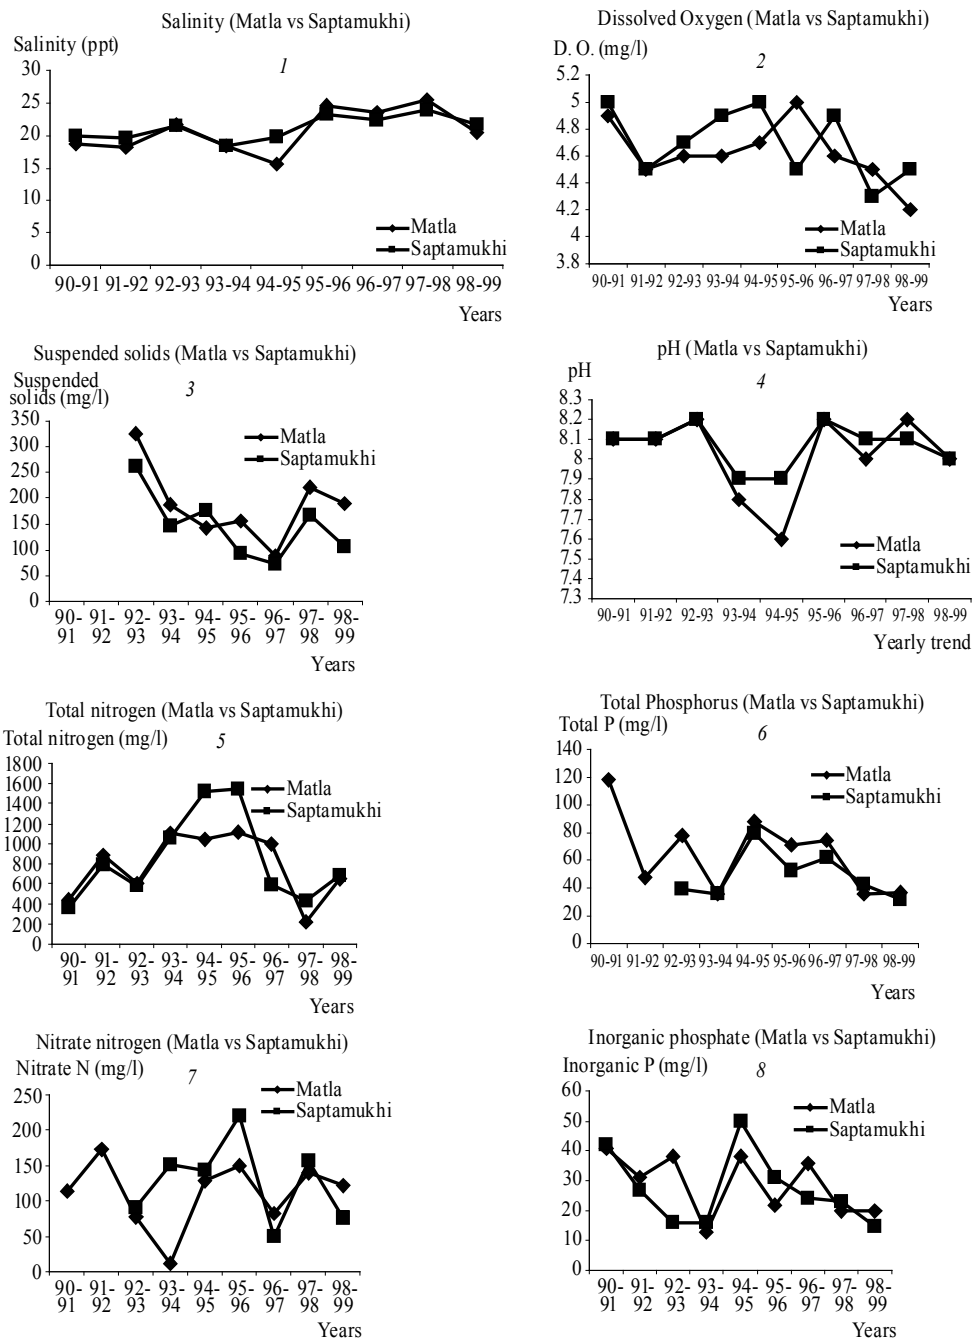 Salinity (Matla vs Saptamukhi)
Salinity (ppt)
1
30
25
20
15
10
5
0
Matla
Saptamukhi
90-91 91-92 92-93 93-94 94-95 95-96 96-97 97-98 98-99
Years
Dissolved Oxygen (Matla vs Saptamukhi)
D. O. (mg/l)
2
5.2
5
4.8
4.6
4.4
4.2
4
3.8
Matla
Saptamukhi
90-91 91-92 92-93 93-94 94-95 95-96 96-97 97-98 98-99
Years
Suspended solids (Matla vs Saptamukhi)
Suspended
solids (mg/l)
3
350
300
250
200
150
100
50
0
Matla
Saptamukhi
90- 91- 92- 93- 94- 95- 96- 97- 98-
91 92 93 94 95 96 97 98 99
Years
pH (Matla vs Saptamukhi)
pH
4
8.3
8.2
8.1
8
7.9
7.8
7.7
7.6
7.5
7.4
7.3
Matla
Saptamukhi
90-91 91-92 92-93 93-94 94-95 95-96 96-97 97-98 98-99
Yearly trend
Total nitrogen (Matla vs Saptamukhi)
Total nitrogen (mg/l)
5
1800
1600
1400
1200
1000
800
600
400
200
0
Matla
Saptamukhi
90- 91- 92- 93- 94- 95- 96- 97- 98-
91 92 93 94 95 96 97 98 99
Years
Total Phosphorus (Matla vs Saptamukhi)
Total P (mg/l)
6
140
120
100
80
60
40
20
0
Matla
Saptamukhi
90-91 91-92 92-93 93-94 94-95 95-96 96-97 97-98 98-99
Years
Nitrate nitrogen (Matla vs Saptamukhi)
Nitrate N (mg/l)
7
250
200
150
100
50
0
Matla
Saptamukhi
90- 91- 92- 93- 94- 95- 96- 97- 98-
91 92 93 94 95 96 97 98 99
Years
Inorganic phosphate (Matla vs Saptamukhi)
Inorganic P (mg/l)
8
60
50
40
30
20
10
0
Matla
Saptamukhi
90- 91- 92- 93- 94- 95- 96- 97- 98-
91 92 93 94 95 96 97 98 99
Years